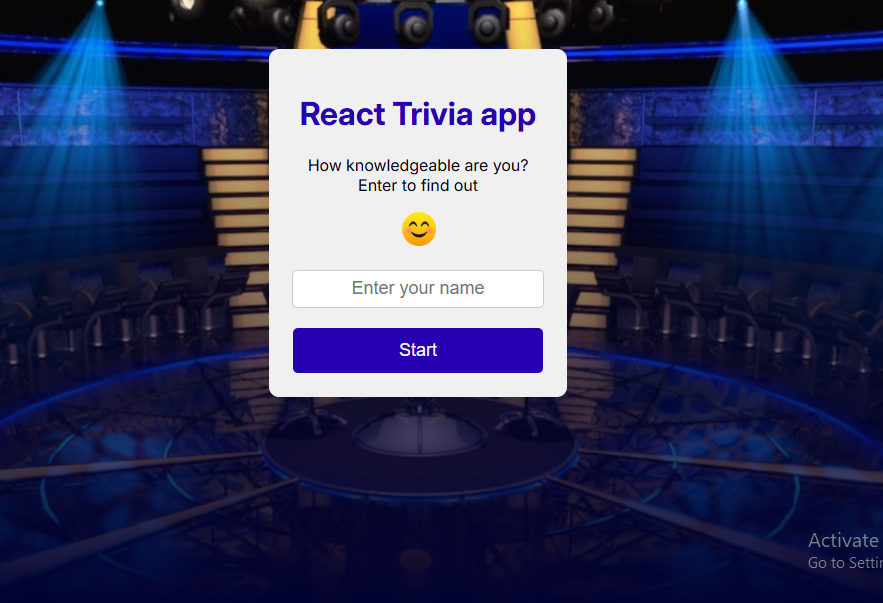 React Trivia app
How knowledgeable are you?
Enter to find out
😊
Enter your name
Start
Activate
Go to Settin